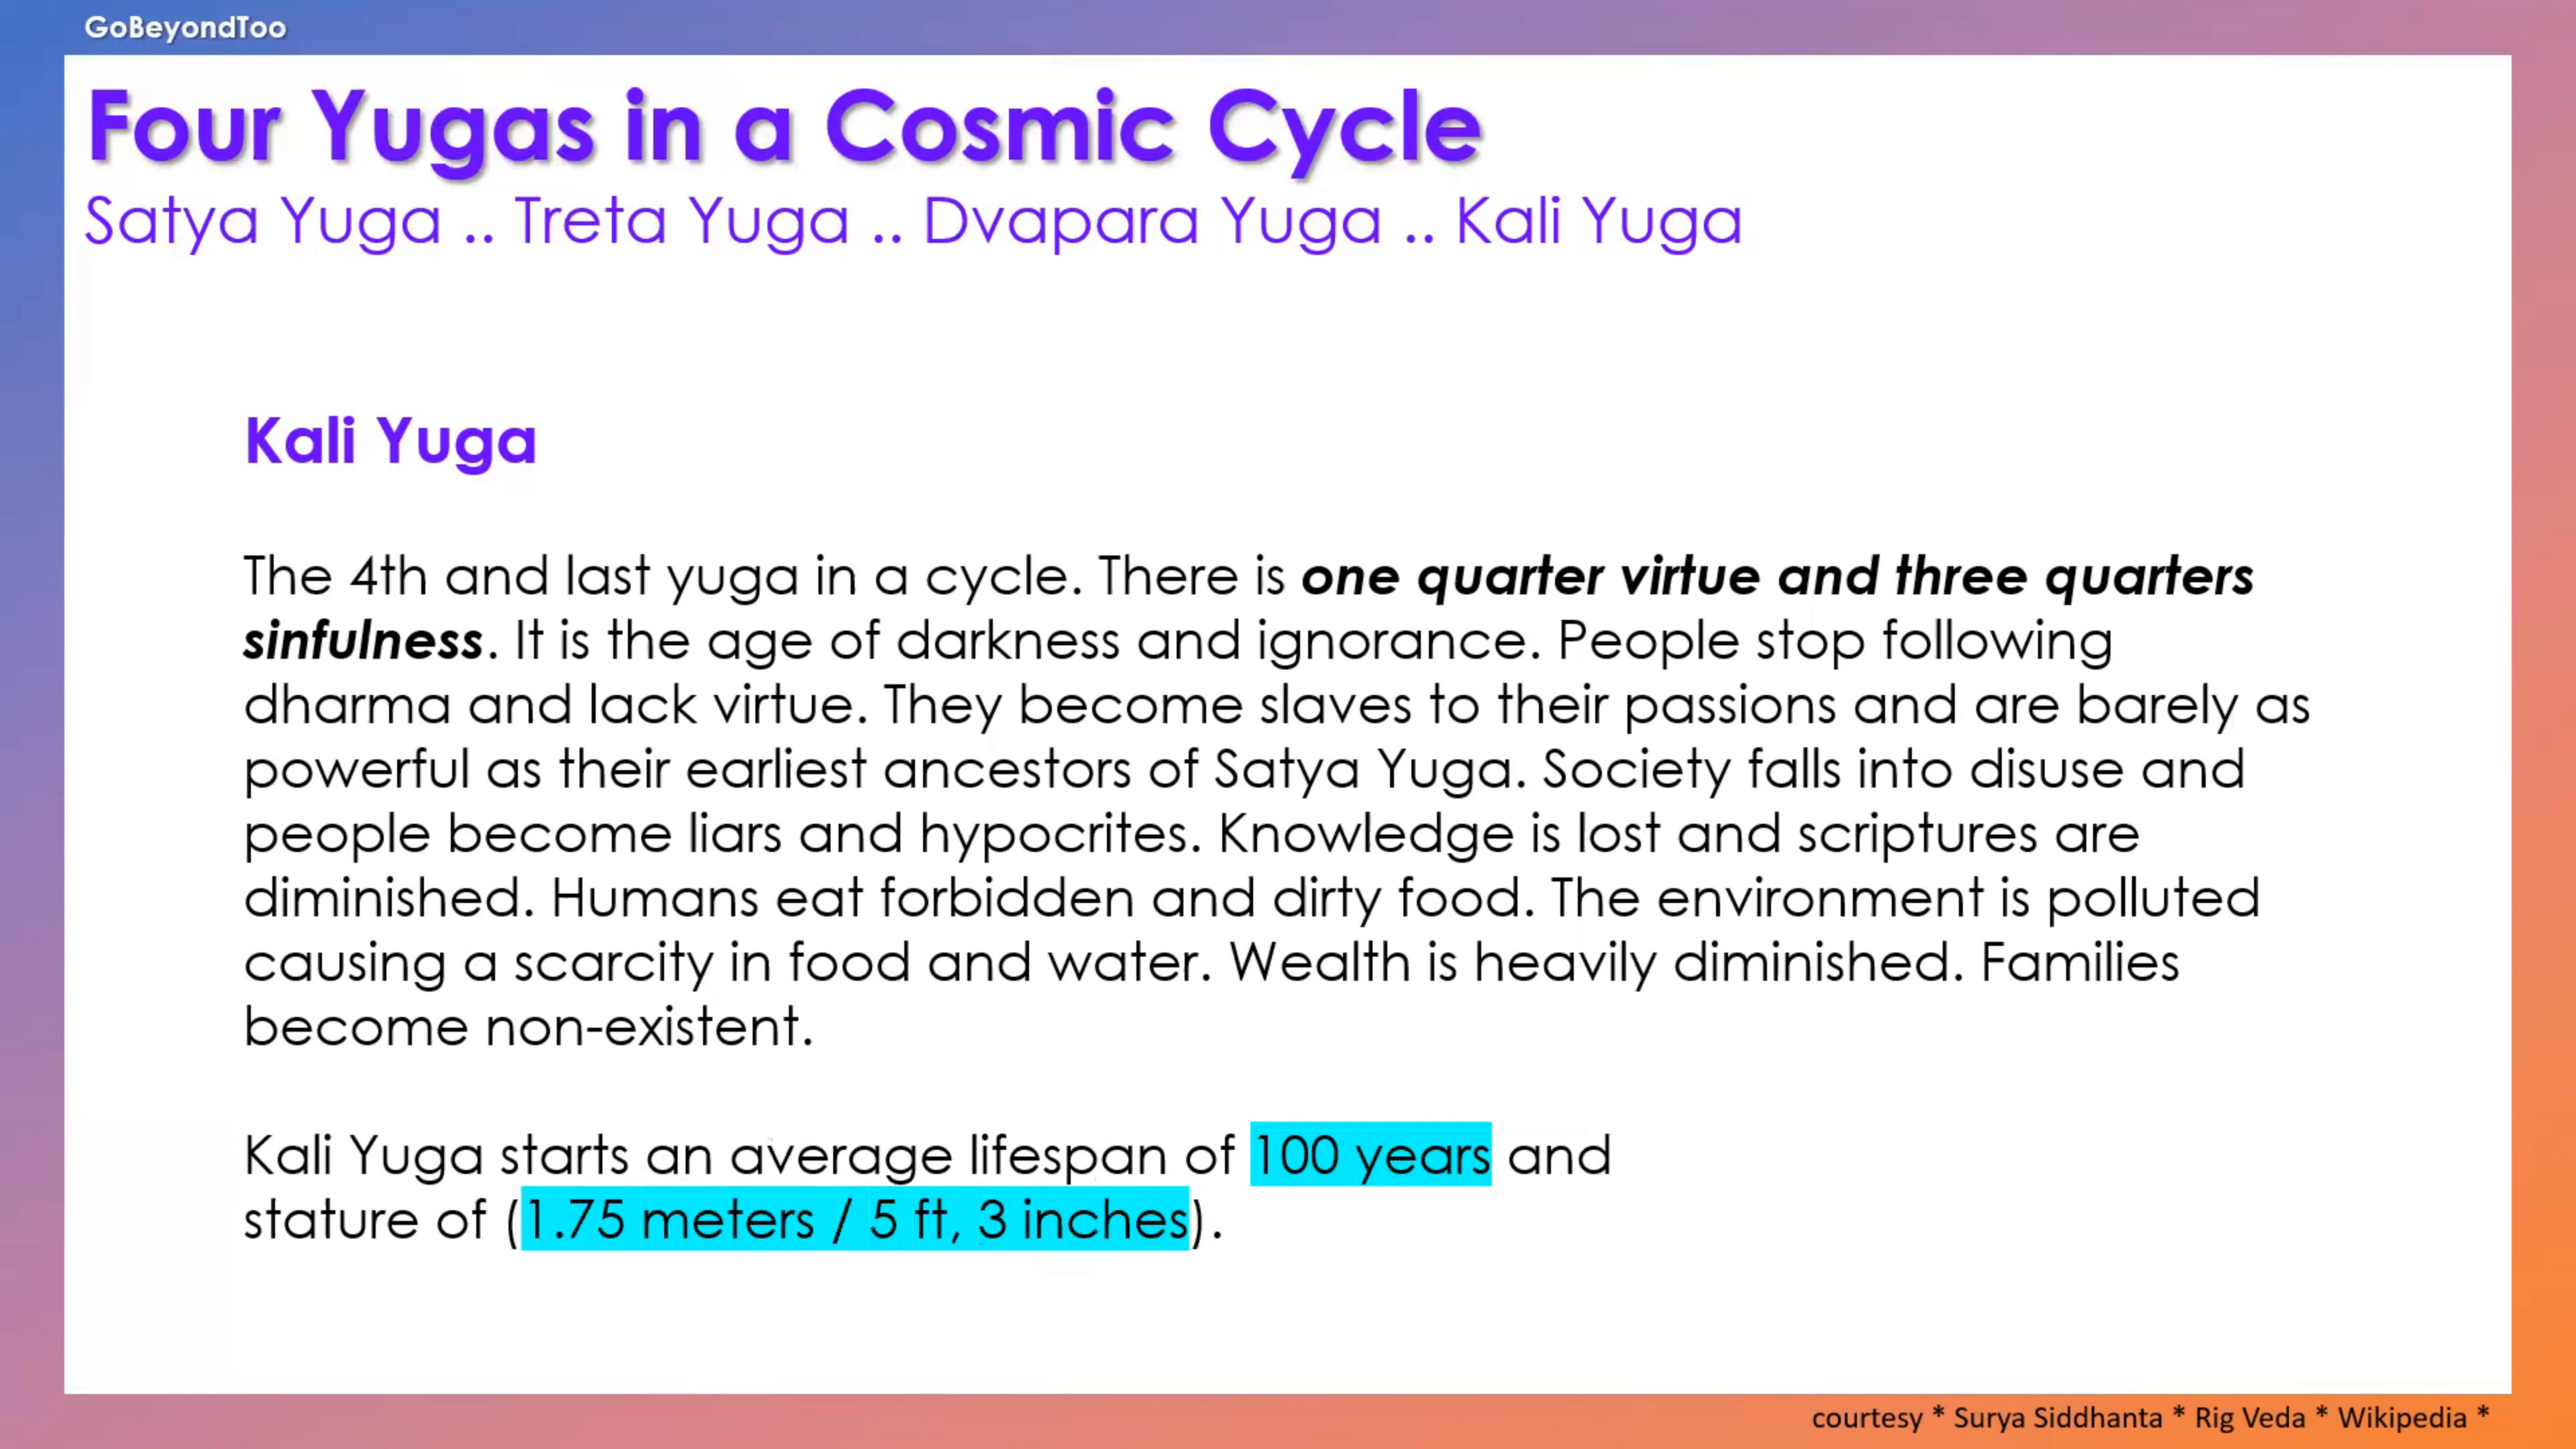 GoBeyondToo
Four Yugas in a Cosmic Cycle
Satya Yuga .. Treta Yuga .. Dvapara Yuga .. Kali Yuga
Kali Yuga
The 4th and last yuga in a cycle. There is one quarter virtue and three quarters
sinfulness. It is the age of darkness and ignorance. People stop following
dharma and lack virtue. They become slaves to their passions and are barely as
powerful as their earliest ancestors of Satya Yuga. Society falls into disuse and
people become liars and hypocrites. Knowledge is lost and scriptures are
diminished. Humans eat forbidden and dirty food. The environment is polluted
causing a scarcity in food and water. Wealth is heavily diminished. Families
become non-existent.
Kali Yuga starts an average lifespan of 100 years and
stature of (1.75 meters / 5 ft, 3 inches).
courtesy * Surya Siddhanta * Rig Veda * Wikipedia *